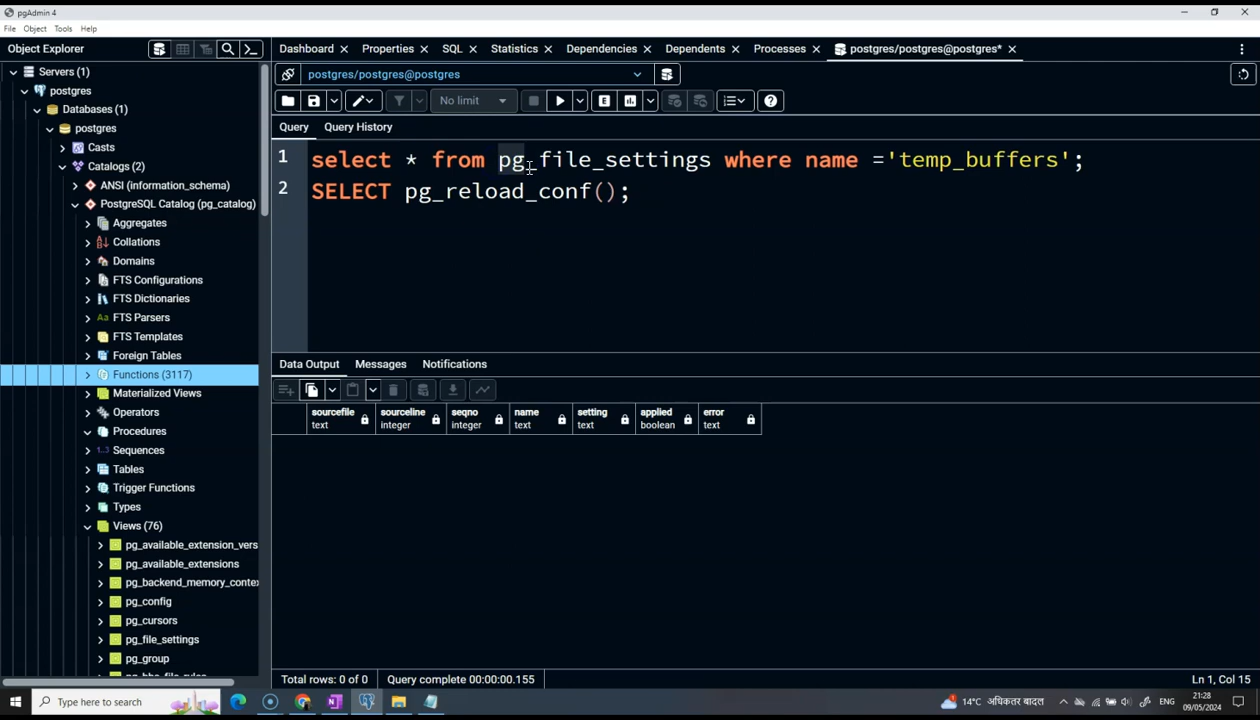 pgAdmin 4
File Object Tools Help
Object Explorer
Dashboard Properties SQL Statistics Dependencies Dependents Processes postgres/postgres@postgres*
Servers (1)
postgres
Databases (1)
postgres
Casts
Catalogs (2)
ANSI (information_schema)
PostgreSQL Catalog (pg_catalog)
Aggregates
Collations
Domains
FTS Configurations
FTS Dictionaries
FTS Parsers
Aa
FTS Templates
Foreign Tables
Functions (3117)
Materialized Views
Operators
Procedures
Sequences
Tables
Trigger Functions
Types
Views (76)
pg_available_extension_vers
pg_available_extensions
pg_backend_memory_contex
pg_config
pg_cursors
pg_file_settings
pg_group
postgres/postgres@postgres
No limit
E
Query Query History
1 select * from pg_file_settings where name ='temp_buffers';
2 SELECT pg_reload_conf();
Data Output Messages Notifications
sourcefile text
sourceline integer
seqno integer
name text
setting text
applied boolean
error text
Total rows: 0 of 0 Query complete 00:00:00.155 Ln 1, Col 15
Type here to search
14°C अधिकतर बादल
ENG
21:28
09/05/2024